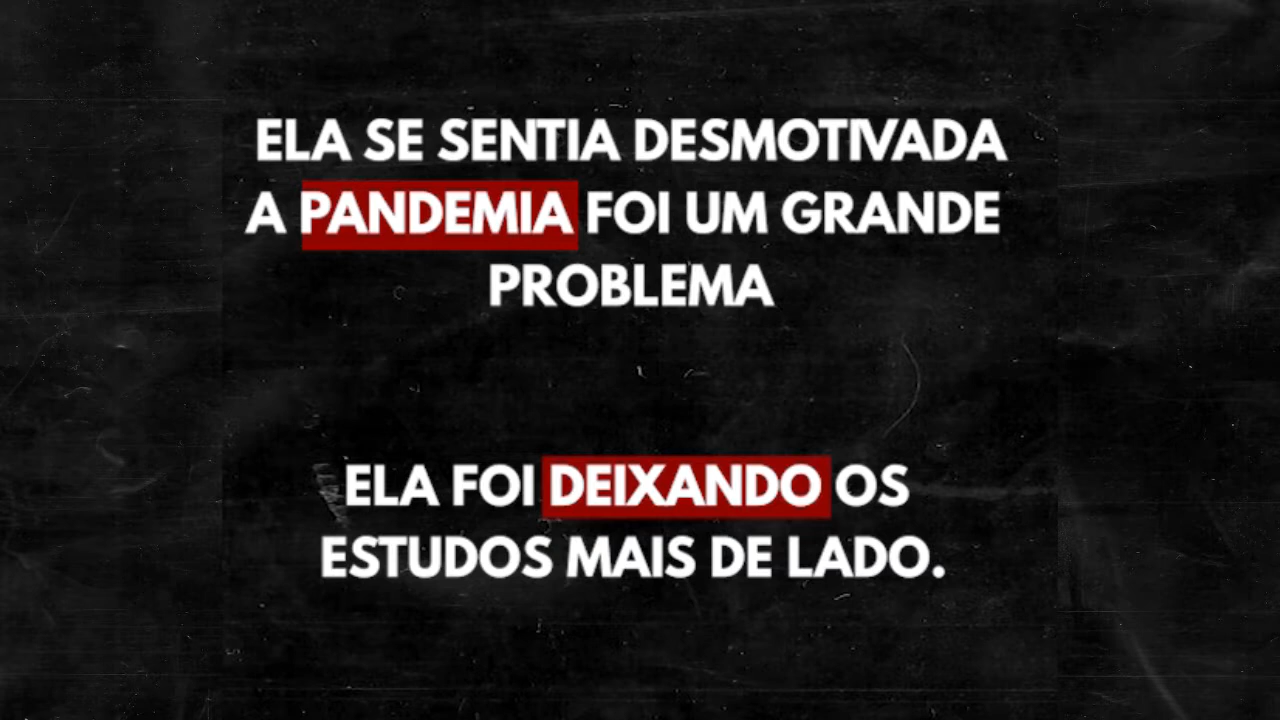 ELA SE SENTIA DESMOTIVADA
A PANDEMIA FOI UM GRANDE
PROBLEMA
ELA FOI DEIXANDO OS
ESTUDOS MAIS DE LADO.